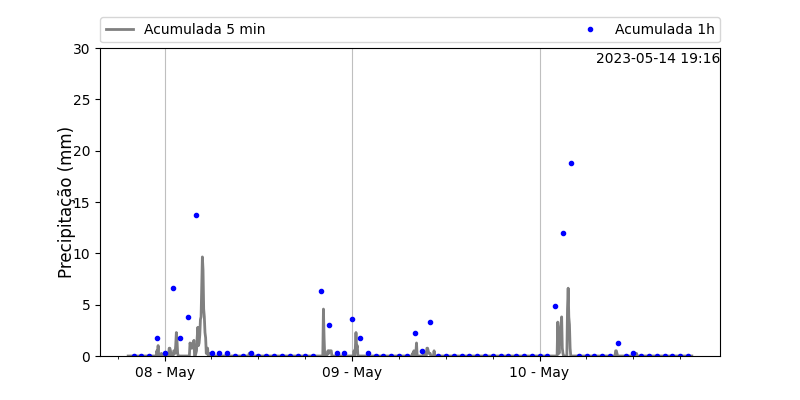 Acumulada 5 min
Acumulada 1h
2023-05-14 19:16
Precipitação (mm)
30
25
20
15
10
5
0
08 - May
09 - May
10 - May